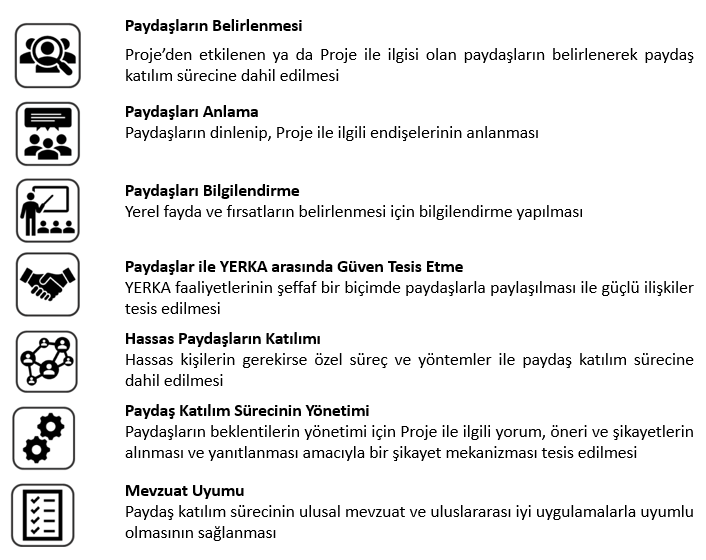 Paydaşların Belirlenmesi
Proje’den etkilenen ya da Proje ile ilgisi olan paydaşların belirlenerek paydaş
katılım sürecine dahil edilmesi
Paydaşları Anlama
Paydaşların dinlenip, Proje ile ilgili endişelerinin anlanması
Paydaşları Bilgilendirme
Yerel fayda ve fırsatların belirlenmesi için bilgilendirme yapılması
Paydaşlar ile YERKA arasında Güven Tesis Etme
YERKA faaliyetlerinin şeffaf bir biçimde paydaşlarla paylaşılması ile güçlü ilişkiler
tesis edilmesi
Hassas Paydaşların Katılımı
Hassas kişilerin gerekirse özel süreç ve yöntemler ile paydaş katılım sürecine
dahil edilmesi
Paydaş Katılım Sürecinin Yönetimi
Paydaşların beklentilerin yönetimi için Proje ile ilgili yorum, öneri ve şikayetlerin
alınması ve yanıtlanması amacıyla bir şikayet mekanizması tesis edilmesi
Mevzuat Uyumu
Paydaş katılım sürecinin ulusal mevzuat ve uluslararası iyi uygulamalarla uyumlu
olmasının sağlanması